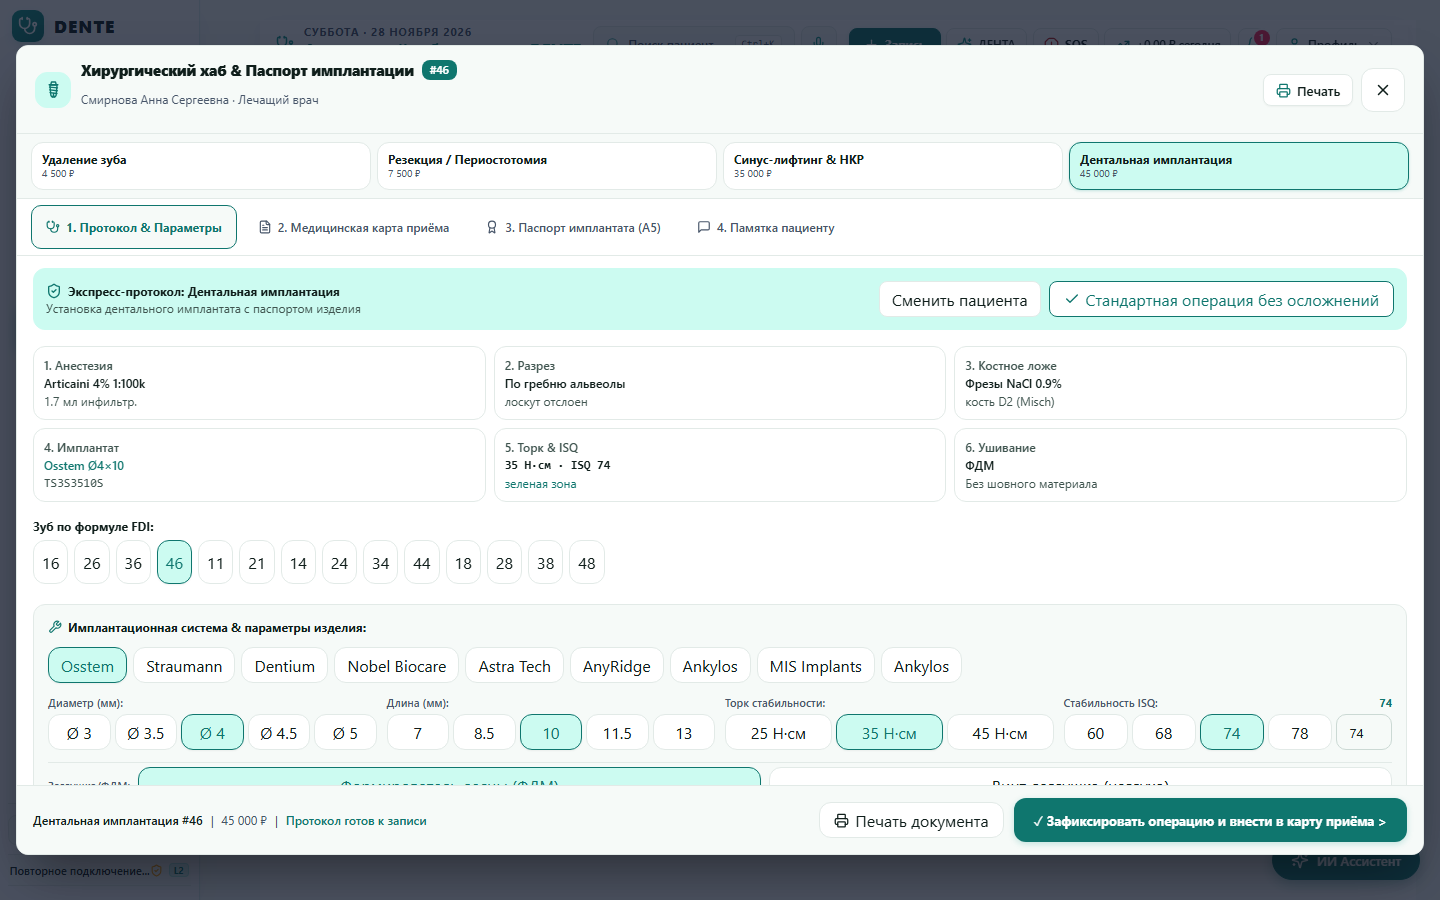 DENTE
СУББОТА · 28 НОЯБРЯ 2026
1
Хирургический хаб & Паспорт имплантации #46
Смирнова Анна Сергеевна · Лечащий врач
Печать
Удаление зуба
4 500 ₽
Резекция / Периостотомия
7 500 ₽
Синус-лифтинг & НКР
35 000 ₽
Дентальная имплантация
45 000 ₽
1. Протокол & Параметры
2. Медицинская карта приёма
3. Паспорт имплантата (А5)
4. Памятка пациенту
Экспресс-протокол: Дентальная имплантация
Установка дентального имплантата с паспортом изделия
Сменить пациента
Стандартная операция без осложнений
1. Анестезия
Articaini 4% 1:100k
1.7 мл инфильтр.
2. Разрез
По гребню альвеолы
лоскут отслоен
3. Костное ложе
Фрезы NaCl 0.9%
кость D2 (Misch)
4. Имплантат
Osstem Ø4×10
TS3S3510S
5. Торк & ISQ
35 Н·см · ISQ 74
зеленая зона
6. Ушивание
ФДМ
Без шовного материала
Зуб по формуле FDI:
16 26 36 46 11 21 14 24 34 44 18 28 38 48
Имплантационная система & параметры изделия:
Osstem Straumann Dentium Nobel Biocare Astra Tech AnyRidge Ankylos MIS Implants Ankylos
Диаметр (мм):
Ø 3 Ø 3.5 Ø 4 Ø 4.5 Ø 5
Длина (мм):
7 8.5 10 11.5 13
Торк стабильности:
25 Н·см 35 Н·см 45 Н·см
Стабильность ISQ: 74
60 68 74 78 74
Дентальная имплантация #46 | 45 000 ₽ | Протокол готов к записи
Печать документа
✓ Зафиксировать операцию и внести в карту приёма >
Повторное подключение... L2
ИИ Ассистент